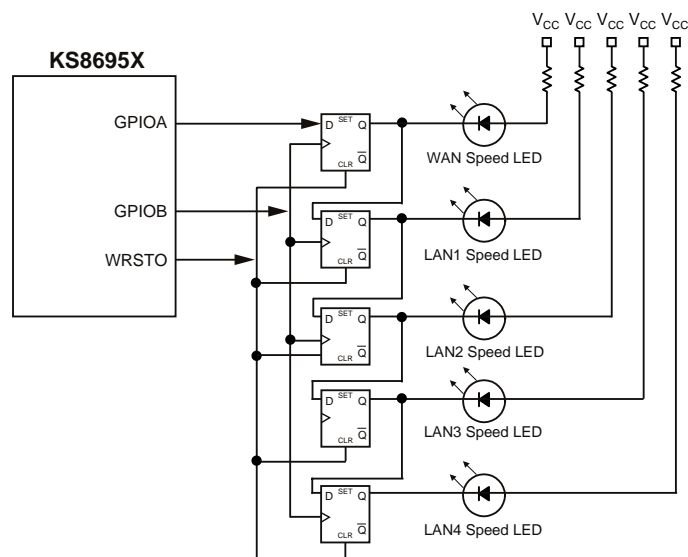 VCC VCC VCC VCC VCC
KS8695X
GPIOA
D SET Q
CLR Q
WAN Speed LED
GPIOB
D SET Q
CLR Q
LAN1 Speed LED
WRSTO
D SET Q
CLR Q
LAN2 Speed LED
D SET Q
CLR Q
LAN3 Speed LED
D SET Q
CLR Q
LAN4 Speed LED